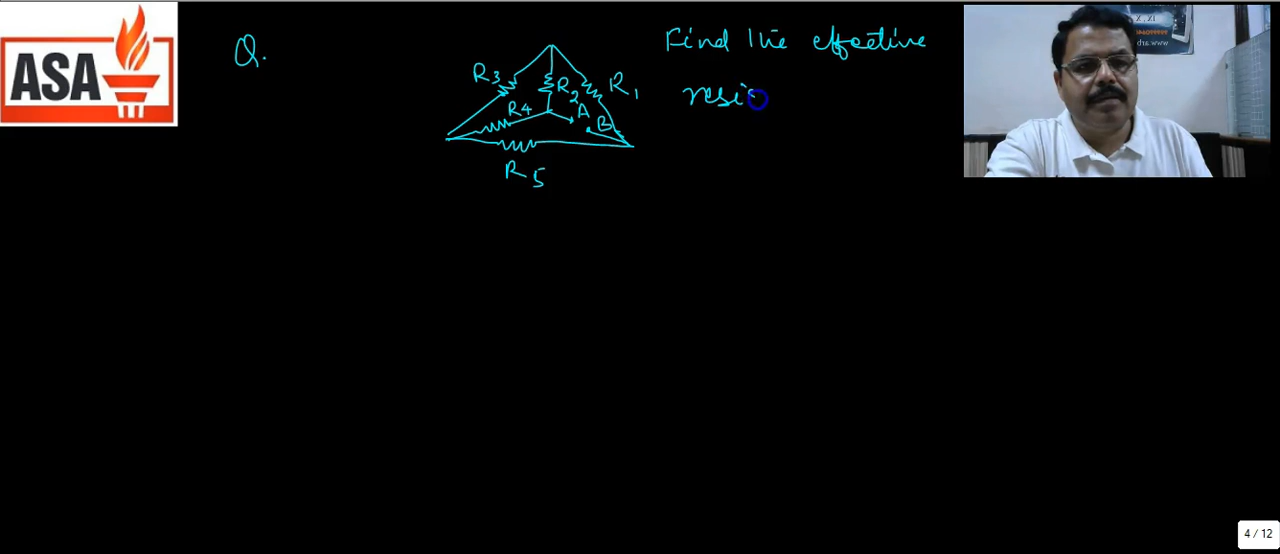 ASA
Q.
Find the effective
resi
R3
R2
R1
R4
A
B
R5
4 / 12